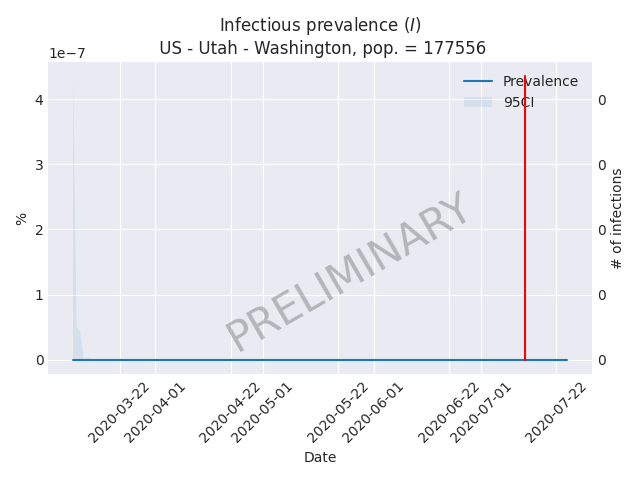 Infectious prevalence (I)
US - Utah - Washington, pop. = 177556
1e−7
Prevalence
95CI
4
3
2
1
0
%
0
0
0
0
0
# of infections
PRELIMINARY
2020-03-22
2020-04-01
2020-04-22
2020-05-01
2020-05-22
2020-06-01
2020-06-22
2020-07-01
2020-07-22
Date